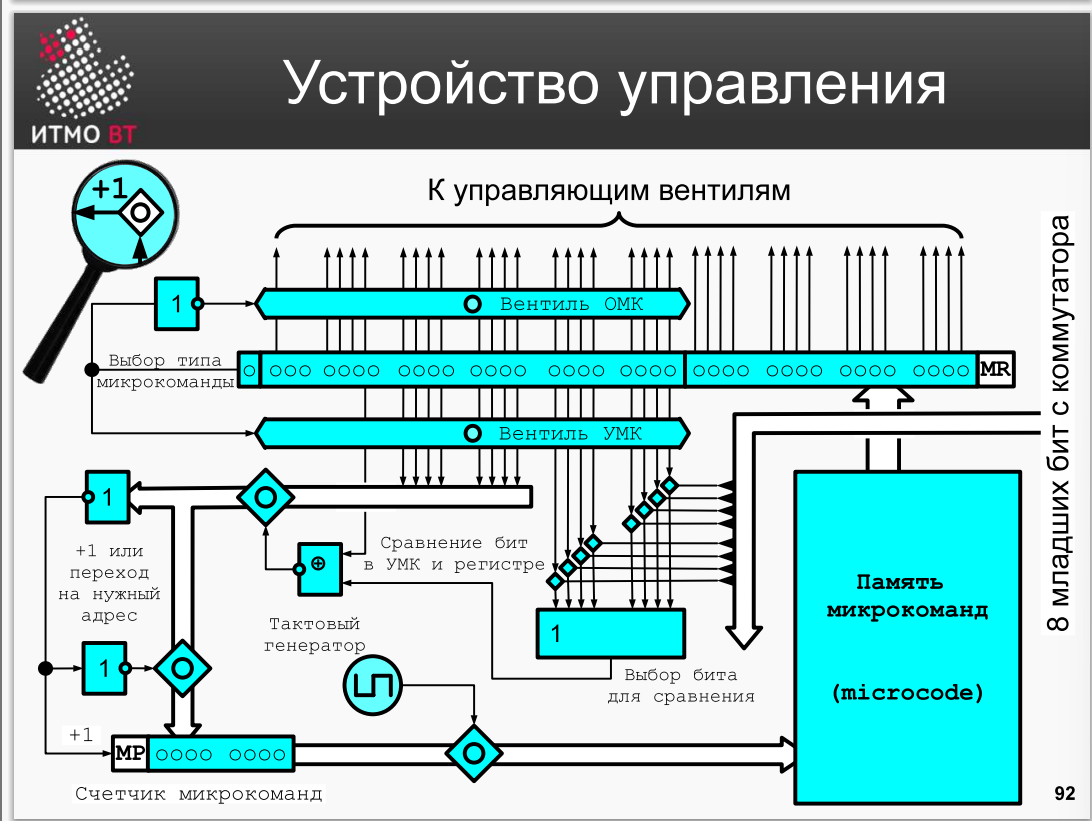 ИТМО ВТ
Устройство управления
+1
К управляющим вентилям
1
Вентиль ОМК
Выбор типа
микрокоманды
MR
Вентиль УМК
8 младших бит с коммутатора
1
+1 или
переход
на нужный
адрес
Сравнение бит
в УМК и регистре
⊕
Тактовый
генератор
1
Выбор бита
для сравнения
1
+1
MP
Счетчик микрокоманд
Память
микрокоманд
(microcode)
92